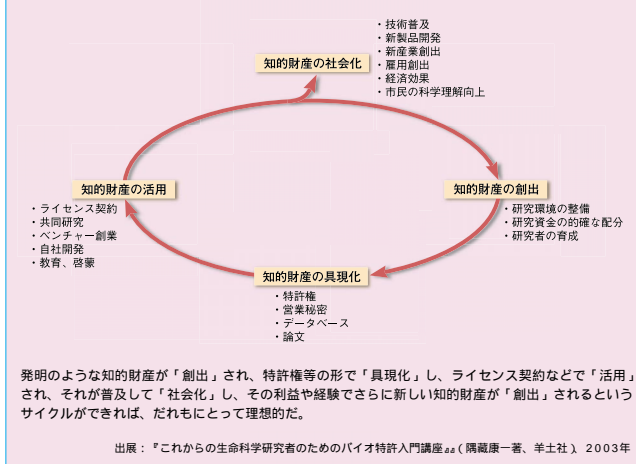 ・技術普及
・新製品開発
・新産業創出
・雇用創出
・経済効果
・市民の科学理解向上
知的財産の社会化
知的財産の活用
・ライセンス契約
・共同研究
・ベンチャー創業
・自社開発
・教育、啓蒙
知的財産の創出
・研究環境の整備
・研究資金の的確な配分
・研究者の育成
知的財産の具現化
・特許権
・営業秘密
・データベース
・論文
発明のような知的財産が「創出」され、特許権等の形で「具現化」し、ライセンス契約などで「活用」
され、それが普及して「社会化」し、その利益や経験でさらに新しい知的財産が「創出」されるという
サイクルができれば、だれもにとって理想的だ。
出展：『これからの生命科学研究者のためのバイオ特許入門講座』（隅藏康一著、羊土社）、2003年